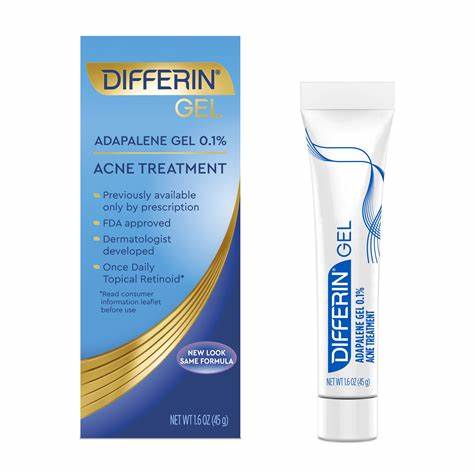 DIFFERIN®
GEL
ADAPALENE GEL 0.1%
ACNE TREATMENT
• Previously available
only by prescription
• FDA approved
• Dermatologist
developed
• Once Daily
Topical Retinoid*
*Read consumer
information leaflet
before use
NEW LOOK
SAME FORMULA
NET WT 1.6 OZ (45 g)
DIFFERIN® GEL
ADAPALENE GEL 0.1%
ACNE TREATMENT
NET WT 1.6 OZ (45 g)